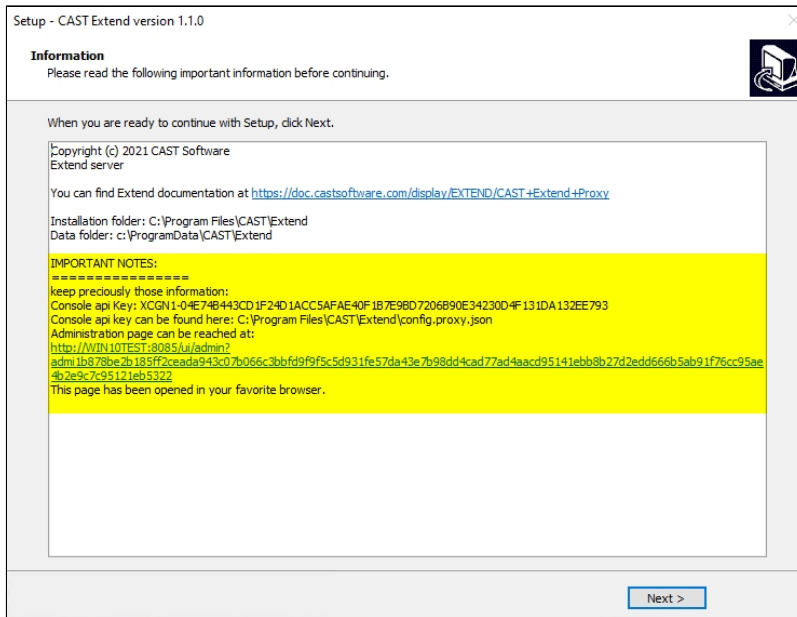 Setup - CAST Extend version 1.1.0
Information
Please read the following important information before continuing.
When you are ready to continue with Setup, click Next.
Copyright (c) 2021 CAST Software
Extend server
You can find Extend documentation at https://doc.castsoftware.com/display/EXTEND/CAST+Extend+Proxy
Installation folder: C:\Program Files\CAST\Extend
Data folder: c:\ProgramData\CAST\Extend
IMPORTANT NOTES:
================
keep preciously those information:
Console api Key: XCGN1-04E74B443CD1F24D1ACC5AFAE40F1B7E9BD7206B90E34230D4F131DA132EE793
Console api key can be found here: C:\Program Files\CAST\Extend\config.proxy.json
Administration page can be reached at:
http://WIN10TEST:8085/ui/admin?
admi1b878be2b185ff2ceada943c07b066c3bbfd9f9f5c5d931fe57da43e7b98dd4cad77ad4aacd95141ebb8b27d2edd666b5ab91f76cc95ae
4b2e9c7c95121eb5322
This page has been opened in your favorite browser.
Next >